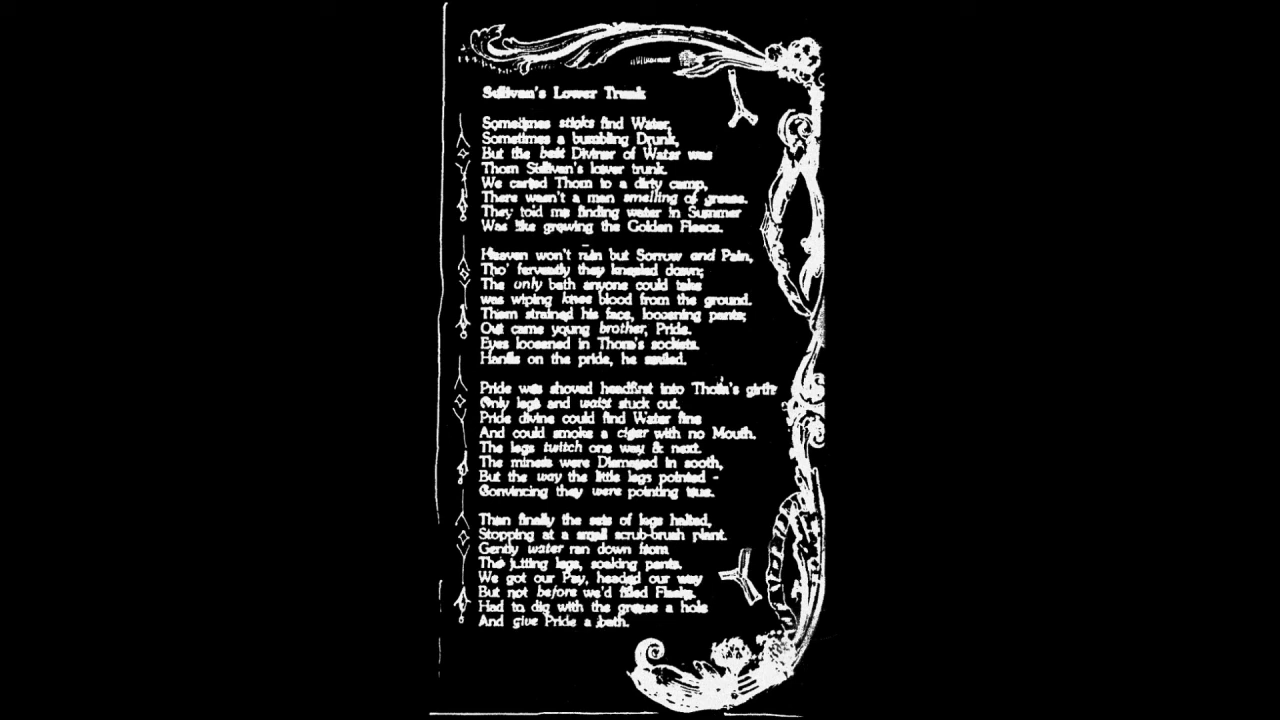 Sullivan's Lower Trunk
Sometimes sticks find Water,
Sometimes a bumbling Drunk,
But the best Diviner of Water was
Thom Sullivan's lower trunk.
We carted Thom to a dirty camp,
There wasn't a man smelling of grease.
They told me finding water in Summer
Was like growing the Golden Fleece.
Heaven won't rain but Sorrow and Pain,
Tho' fervently they kneeled down;
The only bath anyone could take
was wiping knee blood from the ground.
Thom strained his face, loosening pants;
Out came young brother, Pride.
Eyes loosened in Thom's sockets.
Hands on the pride, he smiled.
Pride was shoved headfirst into Thom's girth
Only legs and waist stuck out.
Pride divine could find Water fine
And could smoke a cigar with no Mouth.
The legs twitch one way & next.
The miners were Dismayed in sooth,
But the way the little legs pointed -
Convincing they were pointing true.
Then finally the sets of legs halted,
Stopping at a small scrub-brush plant.
Gently water ran down from
The jutting legs, soaking pants.
We got our Pay, headed our way
But not before we'd filled Flasks.
Had to dig with the grease a hole
And give Pride a bath.